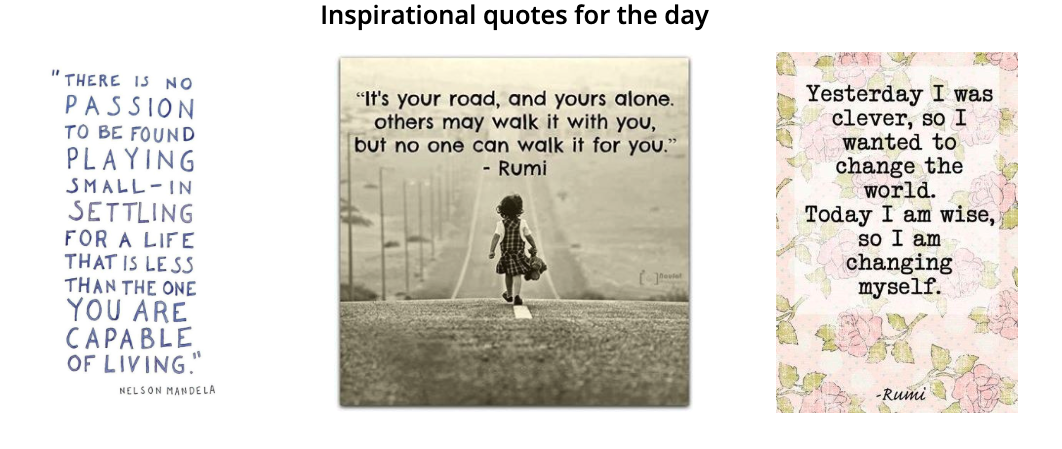 Inspirational quotes for the day
"THERE IS NO
PASSION
TO BE FOUND
PLAYING
SMALL-IN
SETTLING
FOR A LIFE
THAT IS LESS
THAN THE ONE
YOU ARE
CAPABLE
OF LIVING."
NELSON MANDELA
“It's your road, and yours alone.
others may walk it with you,
but no one can walk it for you.”
- Rumi
Yesterday I was
clever, so I
wanted to
change the
world.
Today I am wise,
so I am
changing
myself.
-Rumi